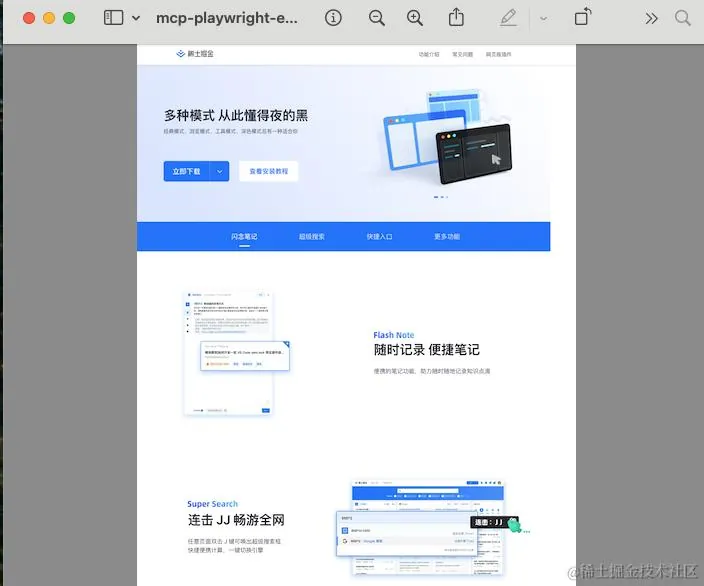 mcp-playwright-e...
稀土掘金
功能介绍 常见问题 网页版插件
多种模式 从此懂得夜的黑
经典模式、浏览模式、工具模式、深色模式总有一种适合你
立即下载
查看安装教程
闪念笔记 超级搜索 快捷入口 更多功能
Flash Note
随时记录 便捷笔记
便携的笔记功能，助力随时随地记录知识点滴
Super Search
连击 JJ 畅游全网
任意页面双击 J 键可唤出超级搜索框
快捷便携计算，一键切换引擎
连击：JJ
@稀土掘金技术社区